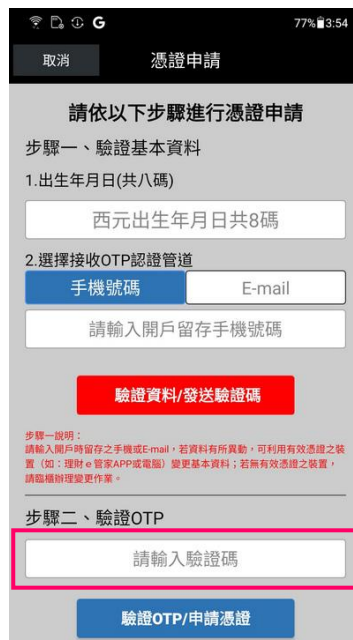 G 77% 3:54
取消 憑證申請
請依以下步驟進行憑證申請
步驟一、驗證基本資料
1.出生年月日(共八碼)
西元出生年月日共8碼
2.選擇接收OTP認證管道
手機號碼 E-mail
請輸入開戶留存手機號碼
驗證資料/發送驗證碼
步驟一說明：
請輸入開戶時留存之手機或E-mail，若資料有所異動，可利用有效憑證之裝
置（如：理財e管家APP或電腦）變更基本資料；若無有效憑證之裝置，
請臨櫃辦理變更作業。
步驟二、驗證OTP
請輸入驗證碼
驗證OTP/申請憑證